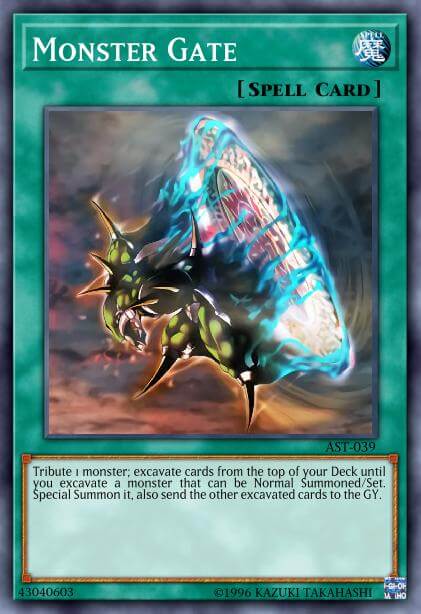 Monster Gate
SPELL
魔
[Spell Card]
AST-039
Tribute 1 monster; excavate cards from the top of your Deck until
you excavate a monster that can be Normal Summoned/Set.
Special Summon it, also send the other excavated cards to the GY.
43040603
©1996 KAZUKI TAKAHASHI